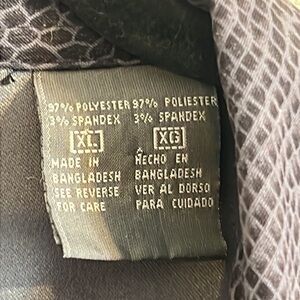 97% POLYESTER 97% POLIESTER
3% SPANDEX 3% SPANDEX
XL XG
MADE IN HECHO EN
BANGLADESH BANGLADESH
SEE REVERSE VER AL DORSO
FOR CARE PARA CUIDADO